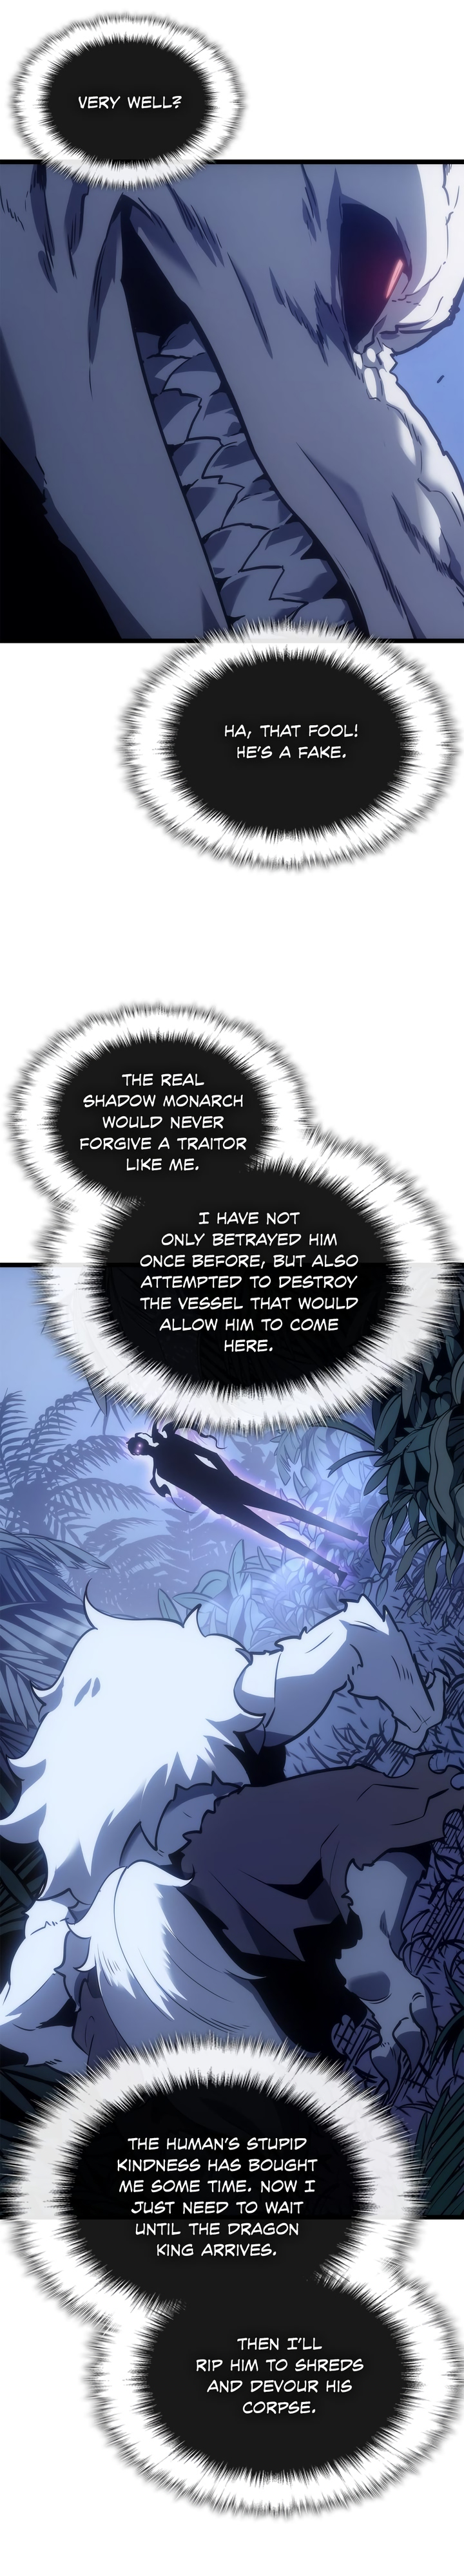 VERY WELL?
HA, THAT FOOL!
HE'S A FAKE.
THE REAL
SHADOW MONARCH
WOULD NEVER
FORGIVE A TRAITOR
LIKE ME.
I HAVE NOT
ONLY BETRAYED HIM
ONCE BEFORE, BUT ALSO
ATTEMPTED TO DESTROY
THE VESSEL THAT WOULD
ALLOW HIM TO COME
HERE.
THE HUMAN'S STUPID
KINDNESS HAS BOUGHT
ME SOME TIME. NOW I
JUST NEED TO WAIT
UNTIL THE DRAGON
KING ARRIVES.
THEN I'LL
RIP HIM TO SHREDS
AND DEVOUR HIS
CORPSE.